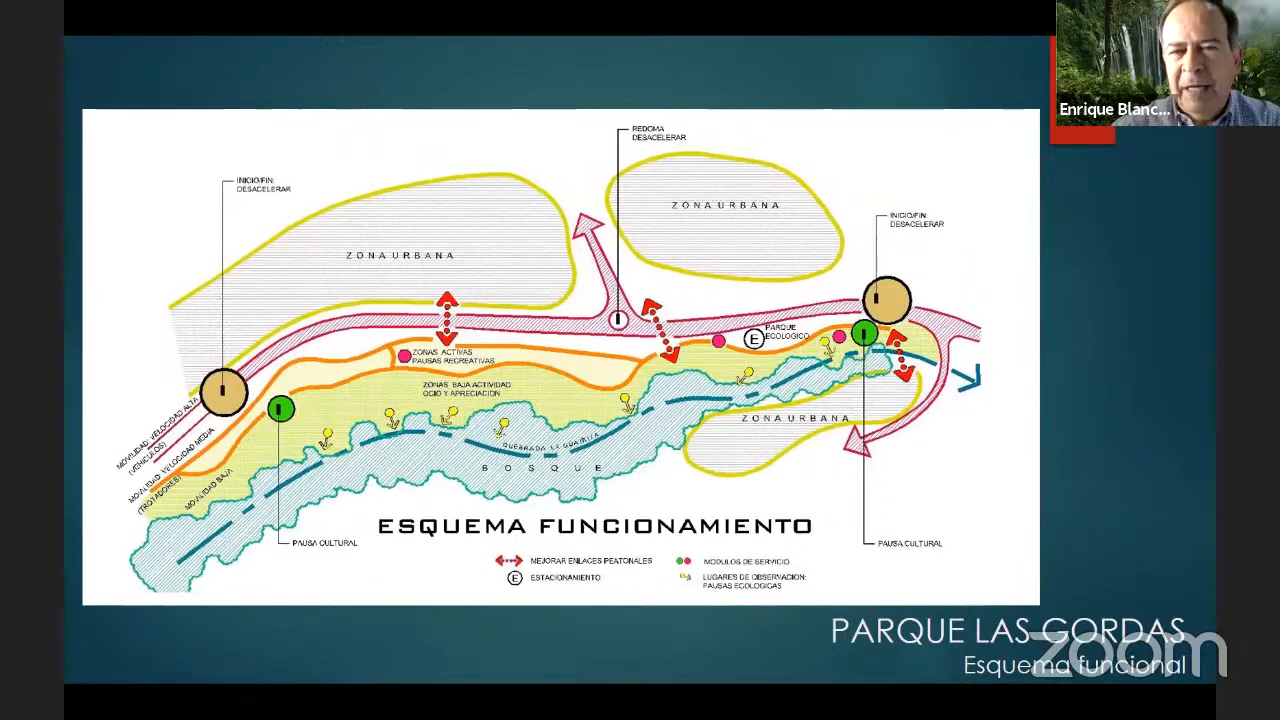 Enrique Blanc...
REDOMA
DESACELERAR
INICIO/FIN:
DESACELERAR
ZONA URBANA
INICIO/FIN:
DESACELERAR
ZONA URBANA
PARQUE
ECOLOGICO
E
ZONAS ACTIVAS
PAUSAS RECREATIVAS
ZONAS BAJA ACTIVIDAD
OCIO Y APRECIACION
ZONA URBANA
MOVILIDAD VELOCIDAD ALTA
(VEHICULOS)
MOVILIDAD VELOCIDAD MEDIA
(TROTADORES)
MOVILIDAD BAJA
QUEBRADA LA GUAIRITA
BOSQUE
ESQUEMA FUNCIONAMIENTO
PAUSA CULTURAL
PAUSA CULTURAL
MEJORAR ENLACES PEATONALES
MODULOS DE SERVICIO
E ESTACIONAMIENTO
LUGARES DE OBSERVACION:
PAUSAS ECOLOGICAS
PARQUE LAS GORDAS
Esquema funcional
zoom